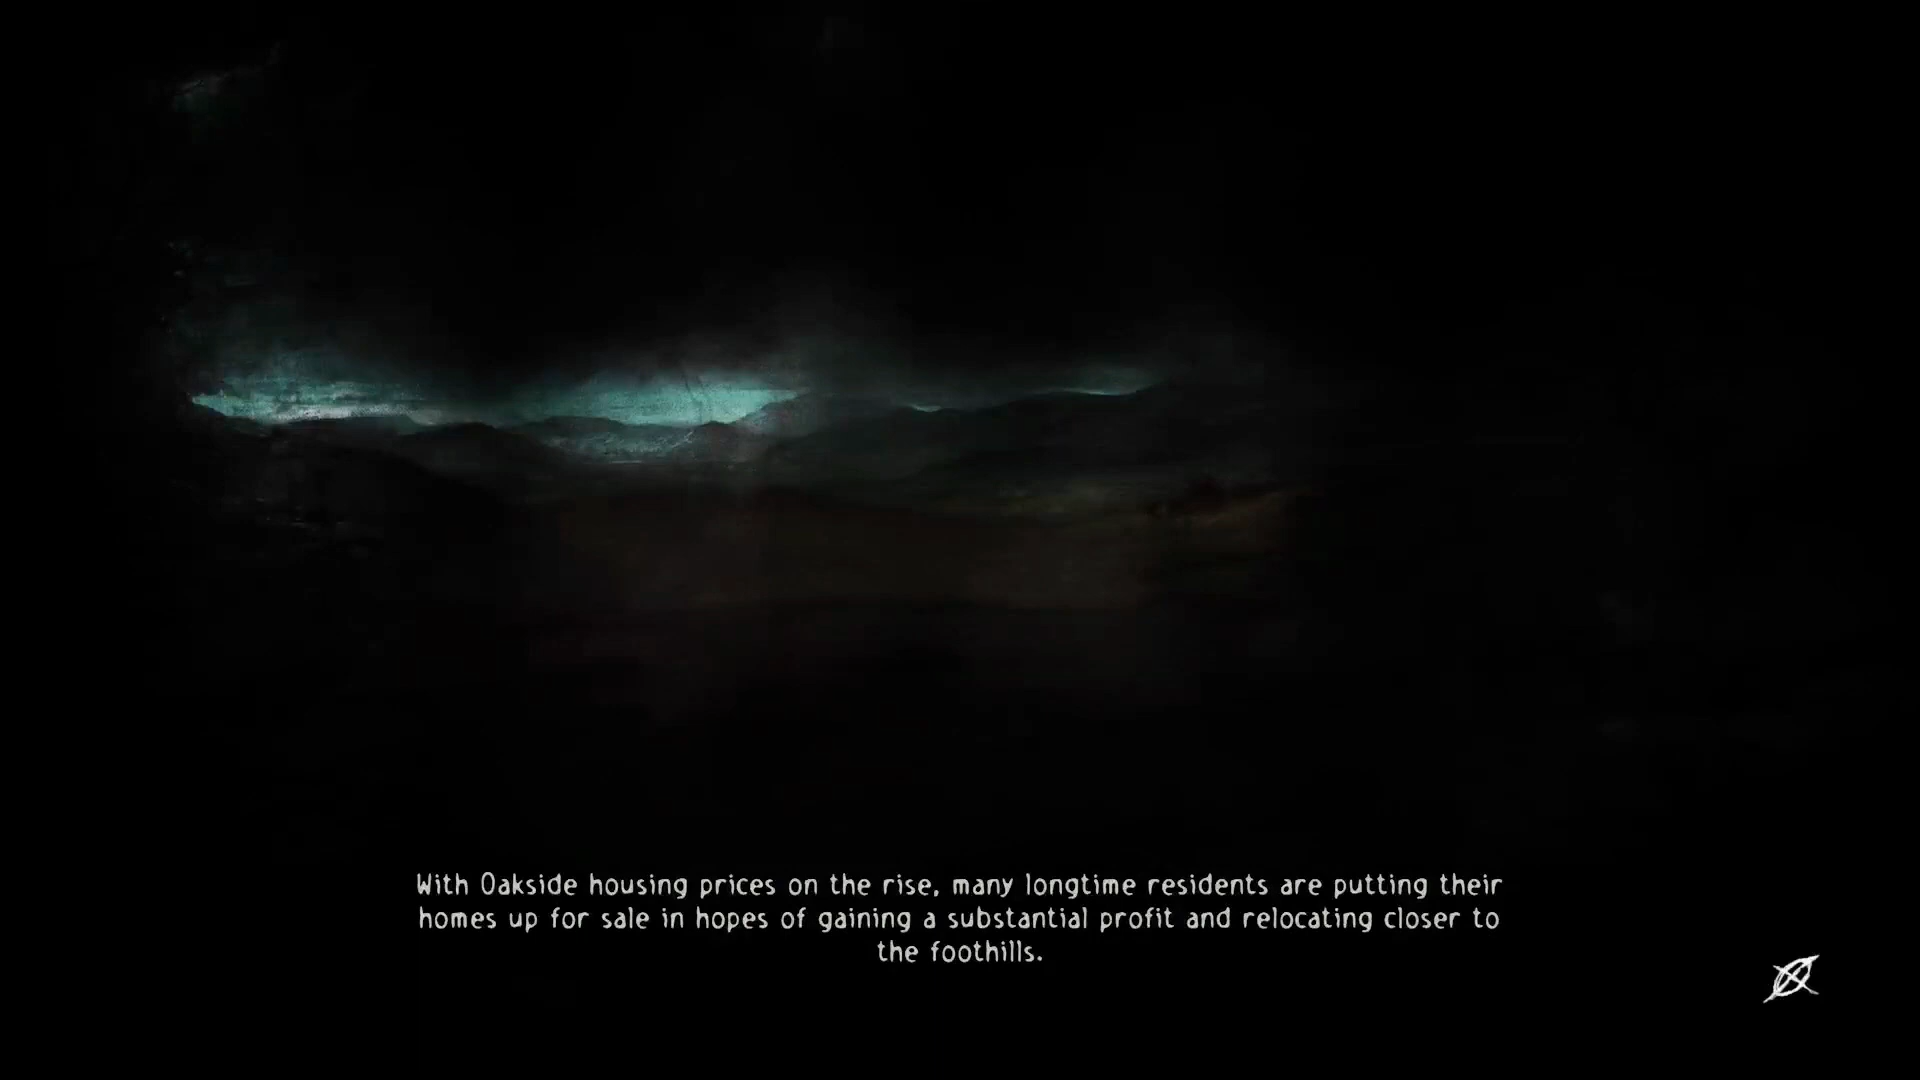 With Oakside housing prices on the rise, many longtime residents are putting their
homes up for sale in hopes of gaining a substantial profit and relocating closer to
the foothills.